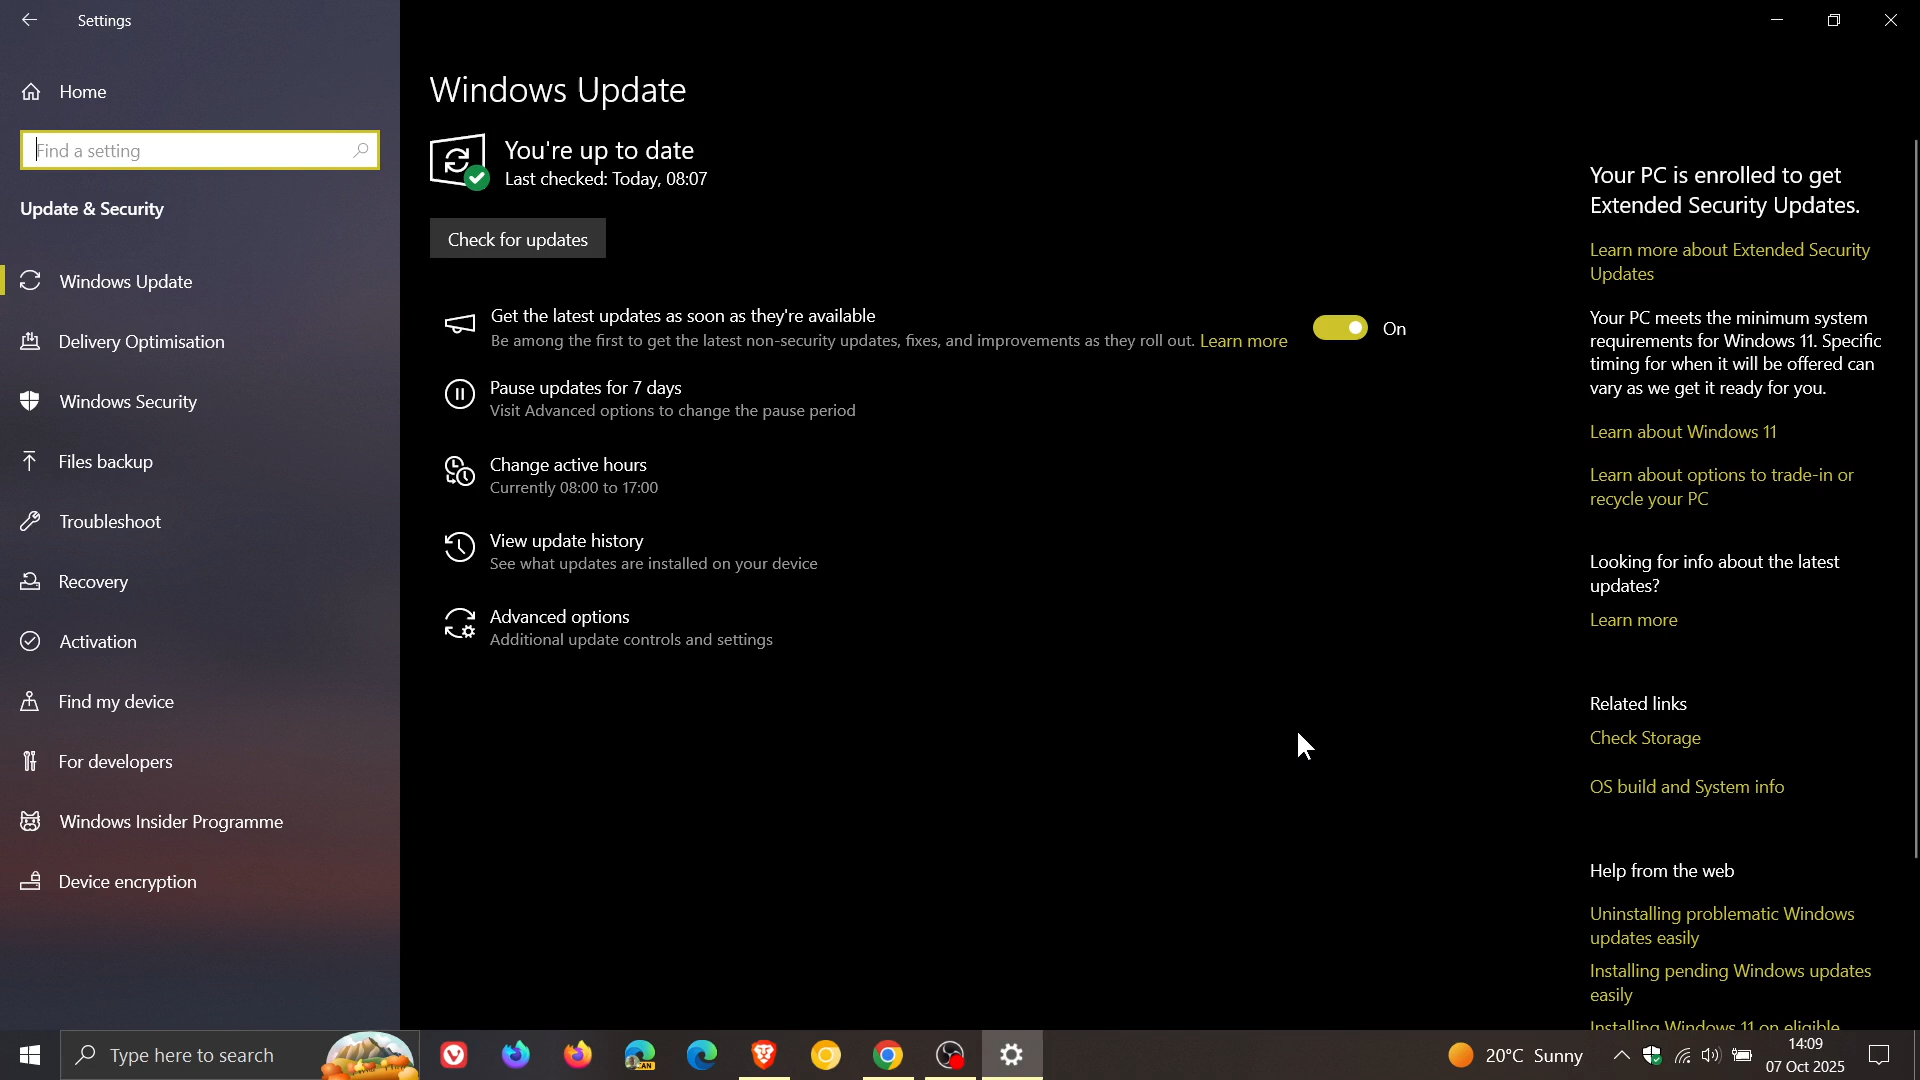 Settings
Home
Find a setting
Update & Security
Windows Update
Delivery Optimisation
Windows Security
Files backup
Troubleshoot
Recovery
Activation
Find my device
For developers
Windows Insider Programme
Device encryption
Windows Update
You're up to date
Last checked: Today, 08:07
Check for updates
Get the latest updates as soon as they're available
Be among the first to get the latest non-security updates, fixes, and improvements as they roll out. Learn more
On
Pause updates for 7 days
Visit Advanced options to change the pause period
Change active hours
Currently 08:00 to 17:00
View update history
See what updates are installed on your device
Advanced options
Additional update controls and settings
Your PC is enrolled to get
Extended Security Updates.
Learn more about Extended Security
Updates
Your PC meets the minimum system
requirements for Windows 11. Specific
timing for when it will be offered can
vary as we get it ready for you.
Learn about Windows 11
Learn about options to trade-in or
recycle your PC
Looking for info about the latest
updates?
Learn more
Related links
Check Storage
OS build and System info
Help from the web
Uninstalling problematic Windows
updates easily
Installing pending Windows updates
easily
Installing Windows 11 on eligible
Type here to search
CAN
20°C Sunny
14:09
07 Oct 2025